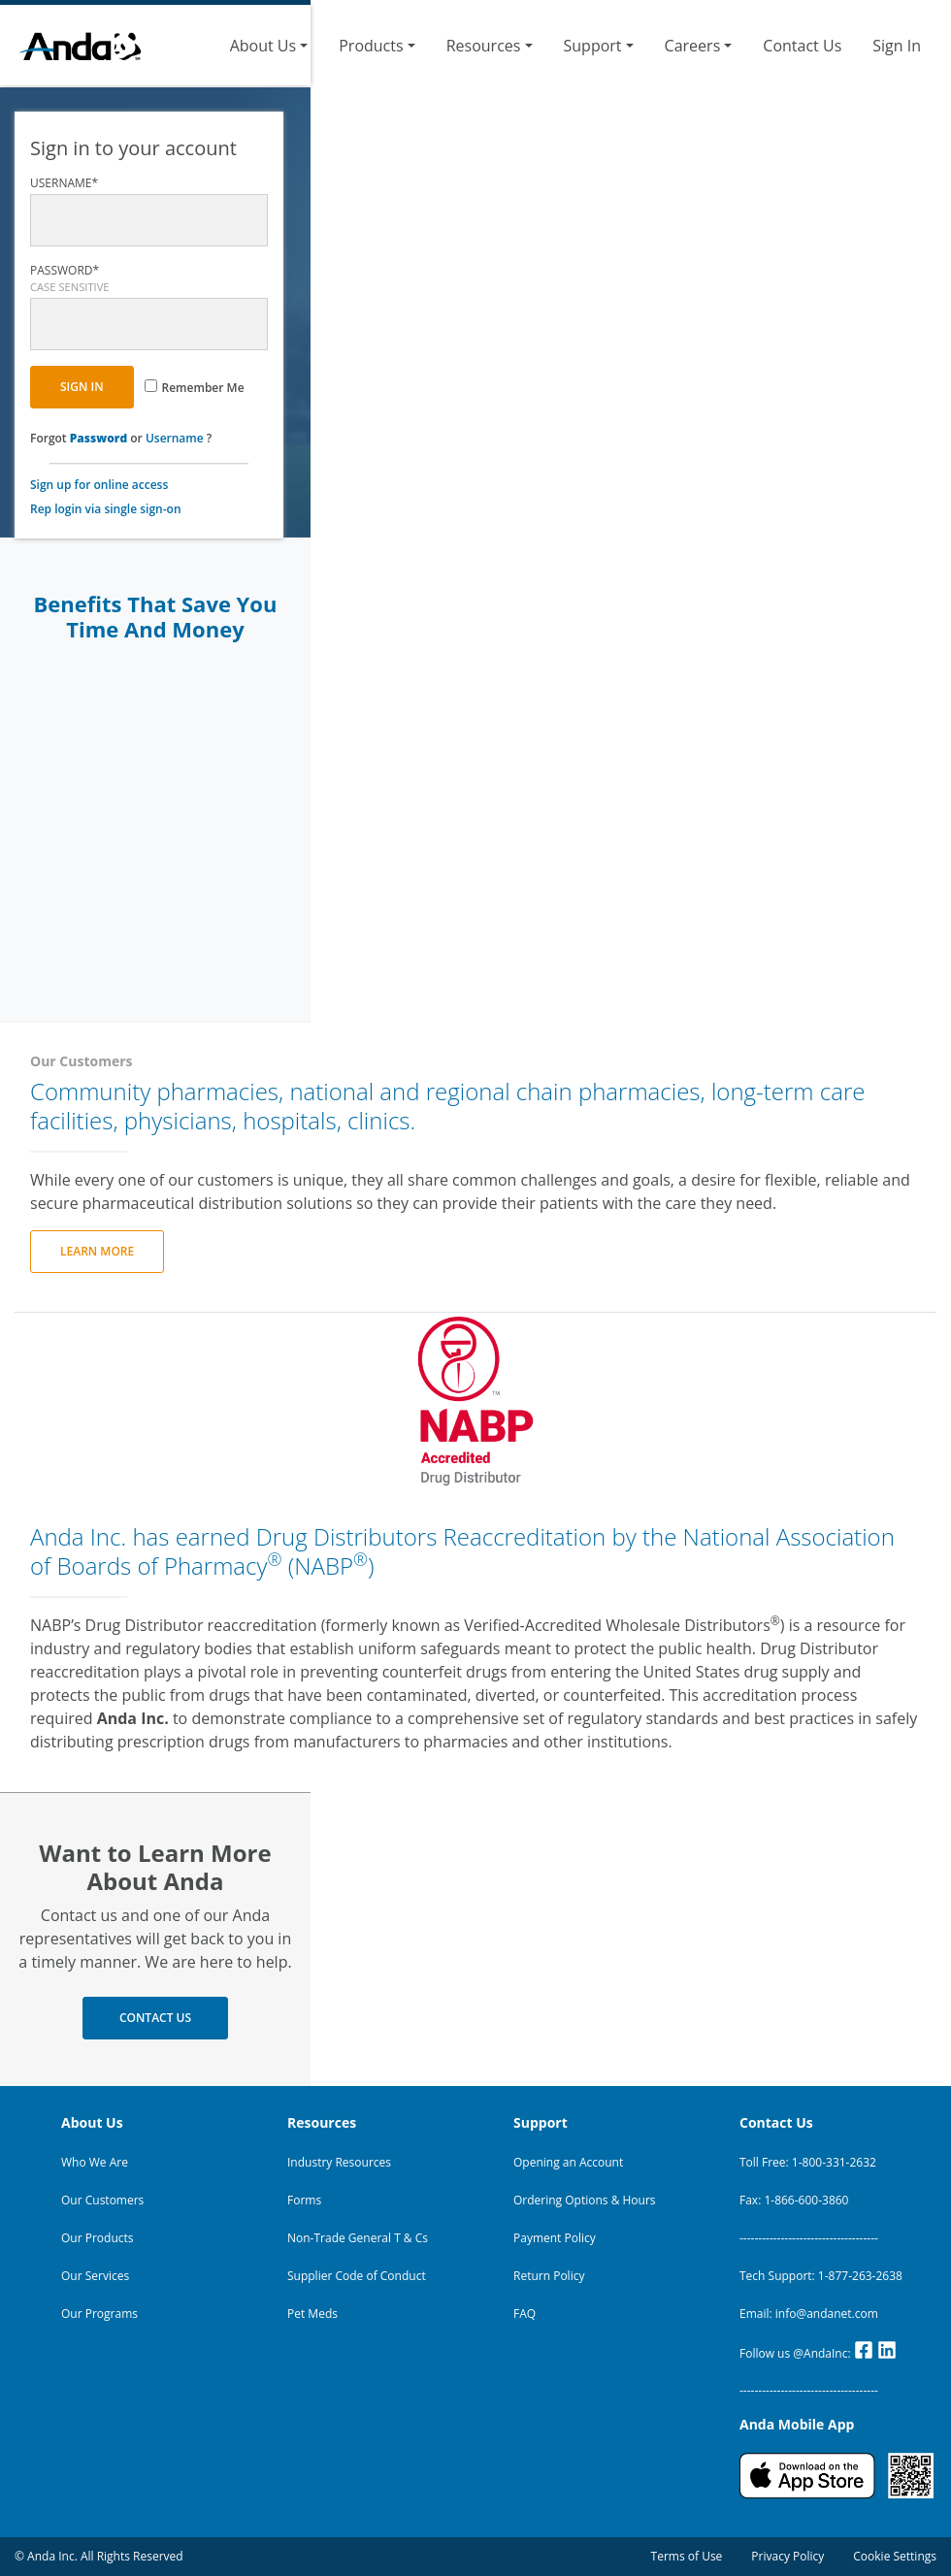 Anda
About Us
Products
Resources
Support
Careers
Contact Us
Sign In
Sign in to your account
USERNAME*
PASSWORD*
CASE SENSITIVE
SIGN IN
Remember Me
Forgot Password or Username ?
Sign up for online access
Rep login via single sign-on
Benefits That Save You
Time And Money
Our Customers
Community pharmacies, national and regional chain pharmacies, long-term care
facilities, physicians, hospitals, clinics.
While every one of our customers is unique, they all share common challenges and goals, a desire for flexible, reliable and
secure pharmaceutical distribution solutions so they can provide their patients with the care they need.
LEARN MORE
TM
NABP
Accredited
Drug Distributor
Anda Inc. has earned Drug Distributors Reaccreditation by the National Association
of Boards of Pharmacy® (NABP®)
NABP’s Drug Distributor reaccreditation (formerly known as Verified-Accredited Wholesale Distributors®) is a resource for
industry and regulatory bodies that establish uniform safeguards meant to protect the public health. Drug Distributor
reaccreditation plays a pivotal role in preventing counterfeit drugs from entering the United States drug supply and
protects the public from drugs that have been contaminated, diverted, or counterfeited. This accreditation process
required Anda Inc. to demonstrate compliance to a comprehensive set of regulatory standards and best practices in safely
distributing prescription drugs from manufacturers to pharmacies and other institutions.
Want to Learn More
About Anda
Contact us and one of our Anda
representatives will get back to you in
a timely manner. We are here to help.
CONTACT US
About Us
Who We Are
Our Customers
Our Products
Our Services
Our Programs
Resources
Industry Resources
Forms
Non-Trade General T & Cs
Supplier Code of Conduct
Pet Meds
Support
Opening an Account
Ordering Options & Hours
Payment Policy
Return Policy
FAQ
Contact Us
Toll Free: 1-800-331-2632
Fax: 1-866-600-3860
-------------------------------------
Tech Support: 1-877-263-2638
Email: info@andanet.com
Follow us @AndaInc:
-------------------------------------
Anda Mobile App
Download on the
App Store
© Anda Inc. All Rights Reserved
Terms of Use
Privacy Policy
Cookie Settings